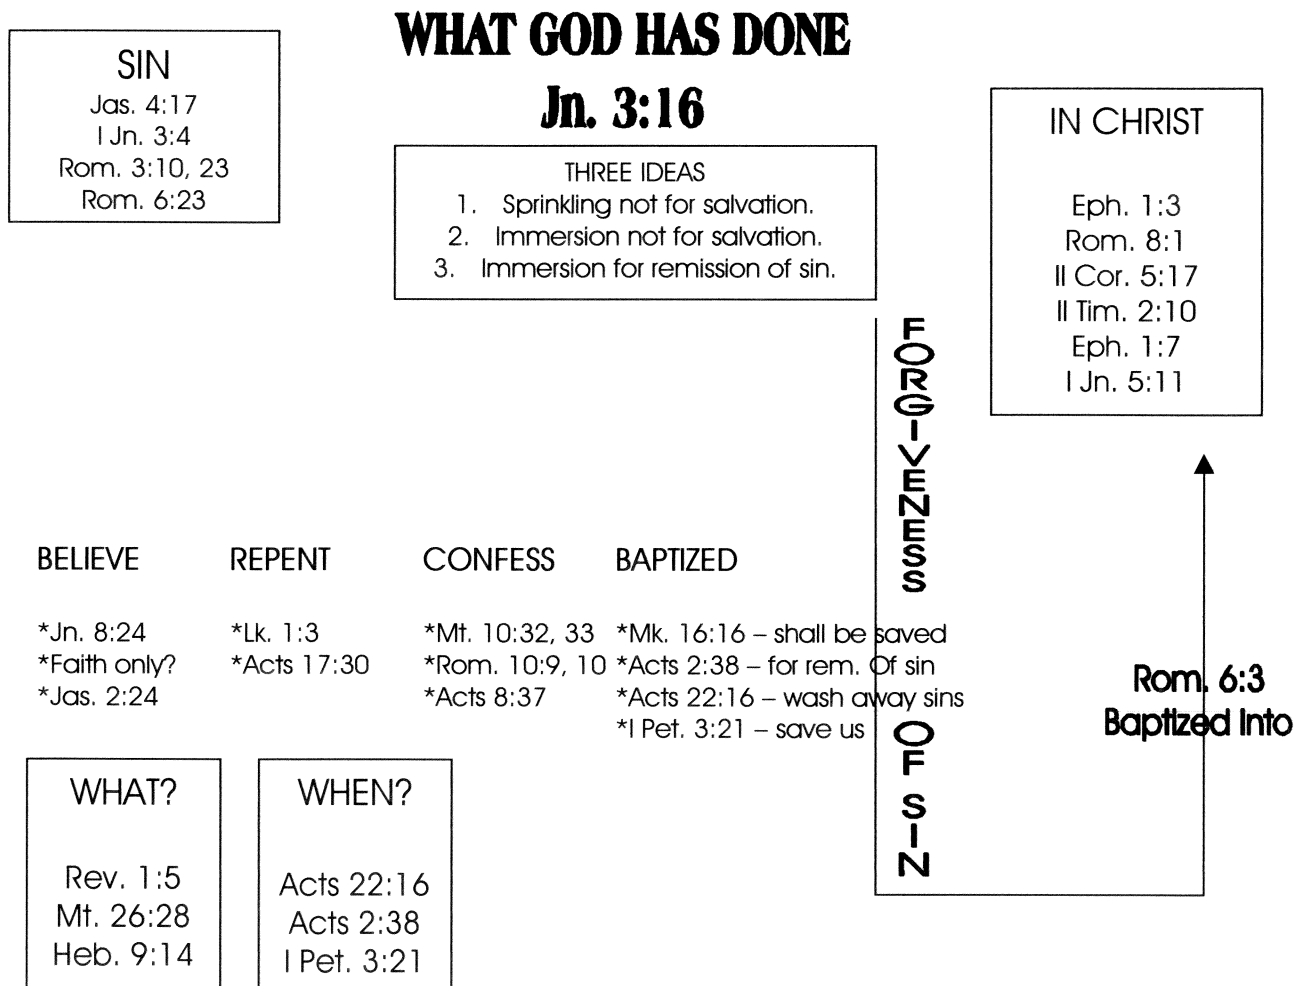 WHAT GOD HAS DONE
Jn. 3:16
SIN
Jas. 4:17
I Jn. 3:4
Rom. 3:10, 23
Rom. 6:23
THREE IDEAS
1. Sprinkling not for salvation.
2. Immersion not for salvation.
3. Immersion for remission of sin.
IN CHRIST
Eph. 1:3
Rom. 8:1
II Cor. 5:17
II Tim. 2:10
Eph. 1:7
I Jn. 5:11
FORGIVENESS OF SIN
BELIEVE
*Jn. 8:24
*Faith only?
*Jas. 2:24
REPENT
*Lk. 1:3
*Acts 17:30
CONFESS
*Mt. 10:32, 33
*Rom. 10:9, 10
*Acts 8:37
BAPTIZED
*Mk. 16:16 – shall be saved
*Acts 2:38 – for rem. Of sin
*Acts 22:16 – wash away sins
*I Pet. 3:21 – save us
Rom. 6:3
Baptized Into
WHAT?
Rev. 1:5
Mt. 26:28
Heb. 9:14
WHEN?
Acts 22:16
Acts 2:38
I Pet. 3:21